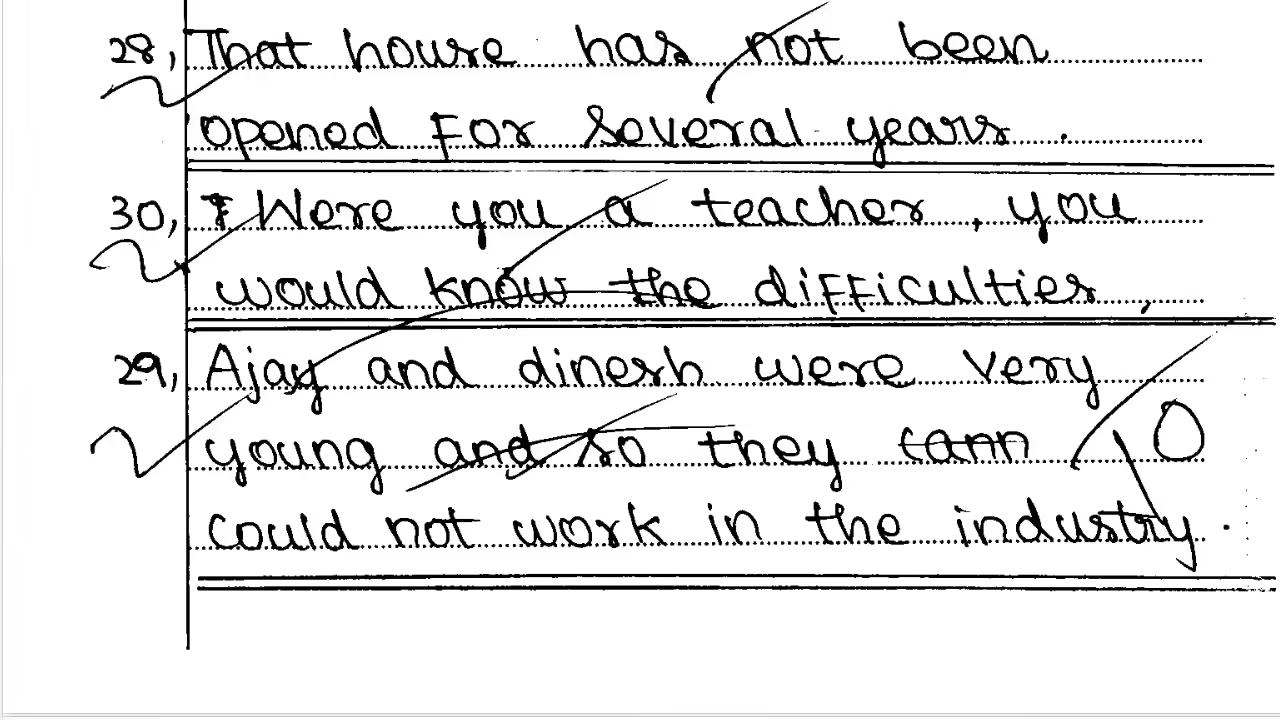 28, That house has not been
opened For several years .
30, Were you a teacher, you
would know the difficulties,
29, Ajay and dinesh were very
young and so they cann
could not work in the industry.
10